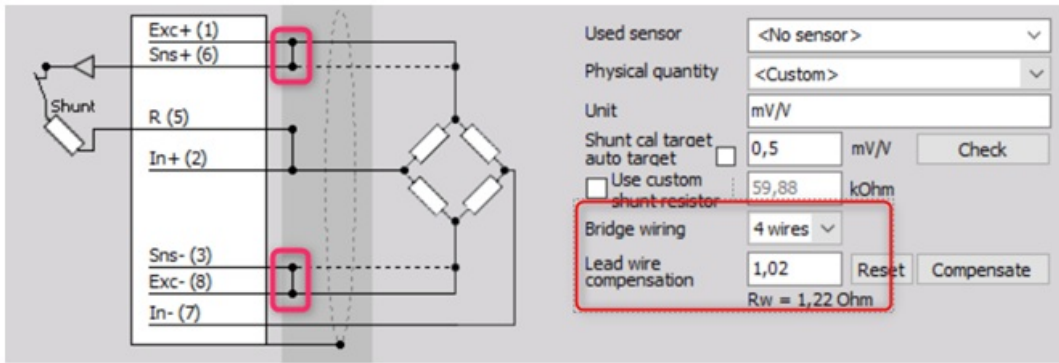 Exc+ (1)
Sns+ (6)
Shunt
R (5)
In+ (2)
Sns- (3)
Exc- (8)
In- (7)
Used sensor <No sensor>
Physical quantity <Custom>
Unit mV/V
Shunt cal target
auto target 0,5 mV/V Check
Use custom
shunt resistor 59,88 kOhm
Bridge wiring 4 wires
Lead wire
compensation 1,02 Reset Compensate
Rw = 1,22 Ohm